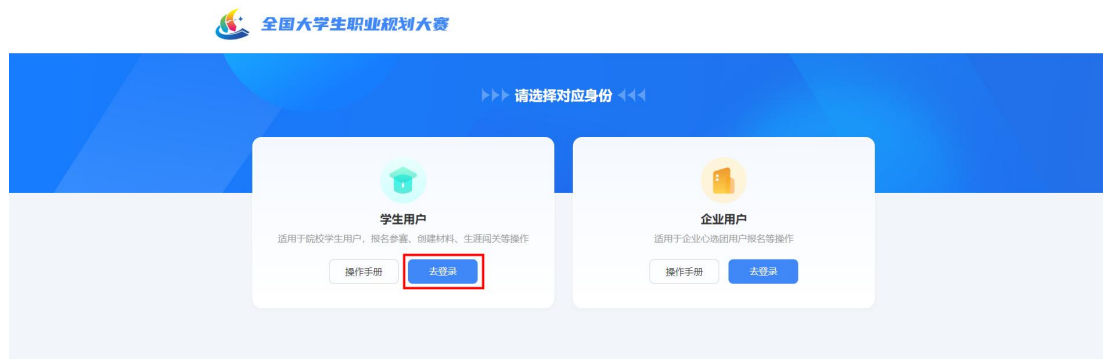 全国大学生职业规划大赛
请选择对应身份
学生用户
适用于院校学生用户，报名参赛、创建材料、生涯闯关等操作
操作手册
去登录
企业用户
适用于企业心选团用户报名等操作
操作手册
去登录